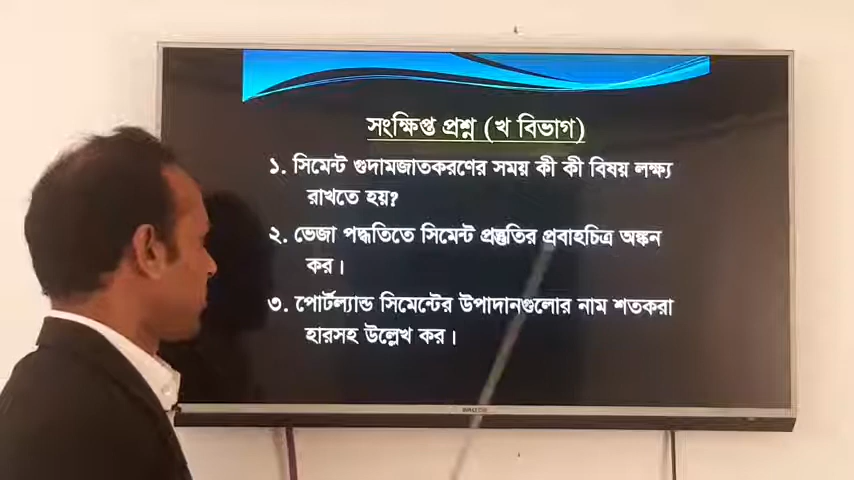 সংক্ষিপ্ত প্রশ্ন (খ বিভাগ)
১. সিমেন্ট গুদামজাতকরণের সময় কী কী বিষয় লক্ষ্য
রাখতে হয়?
২. ভেজা পদ্ধতিতে সিমেন্ট প্রস্তুতির প্রবাহচিত্র অঙ্কন
কর।
৩. পোর্টল্যান্ড সিমেন্টের উপাদানগুলোর নাম শতকরা
হারসহ উল্লেখ কর।